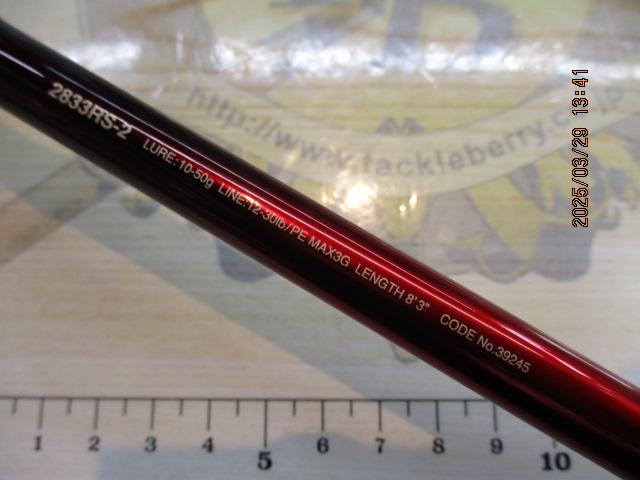 2833RS-2 LURE:10-50g LINE:12-30lb/PE MAX3G LENGTH 8'3" CODE No.39245
http://www.tackleberry.co.jp
2025/03/29 13:41
1 2 3 4 5 6 7 8 9 10